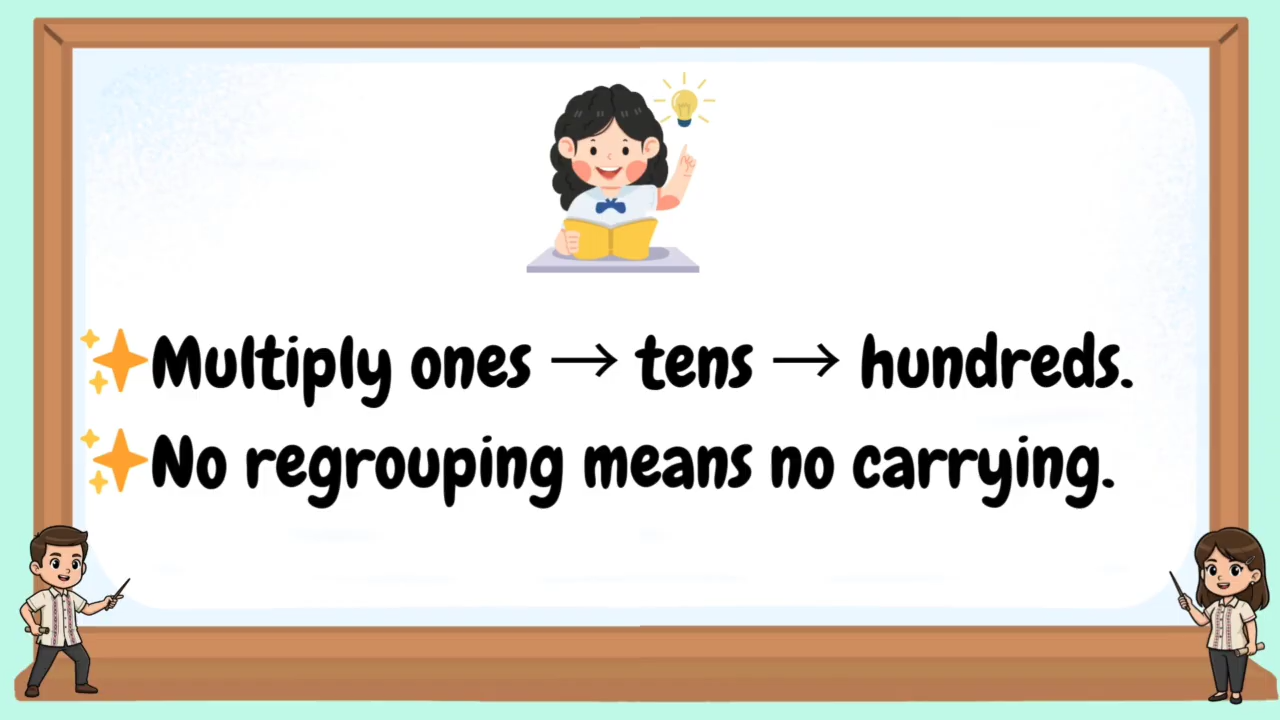 Multiply ones → tens → hundreds.
No regrouping means no carrying.